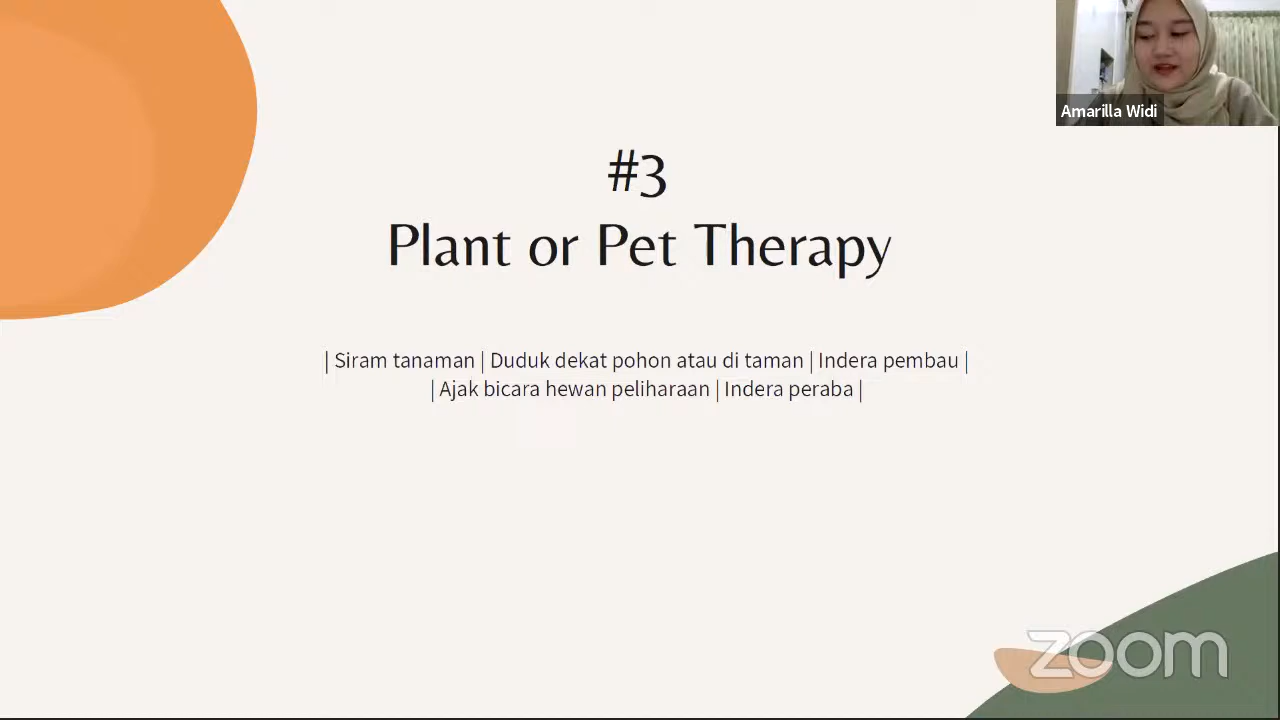 Amarilla Widi
#3
Plant or Pet Therapy
| Siram tanaman | Duduk dekat pohon atau di taman | Indera pembau |
| Ajak bicara hewan peliharaan | Indera peraba |
zoom